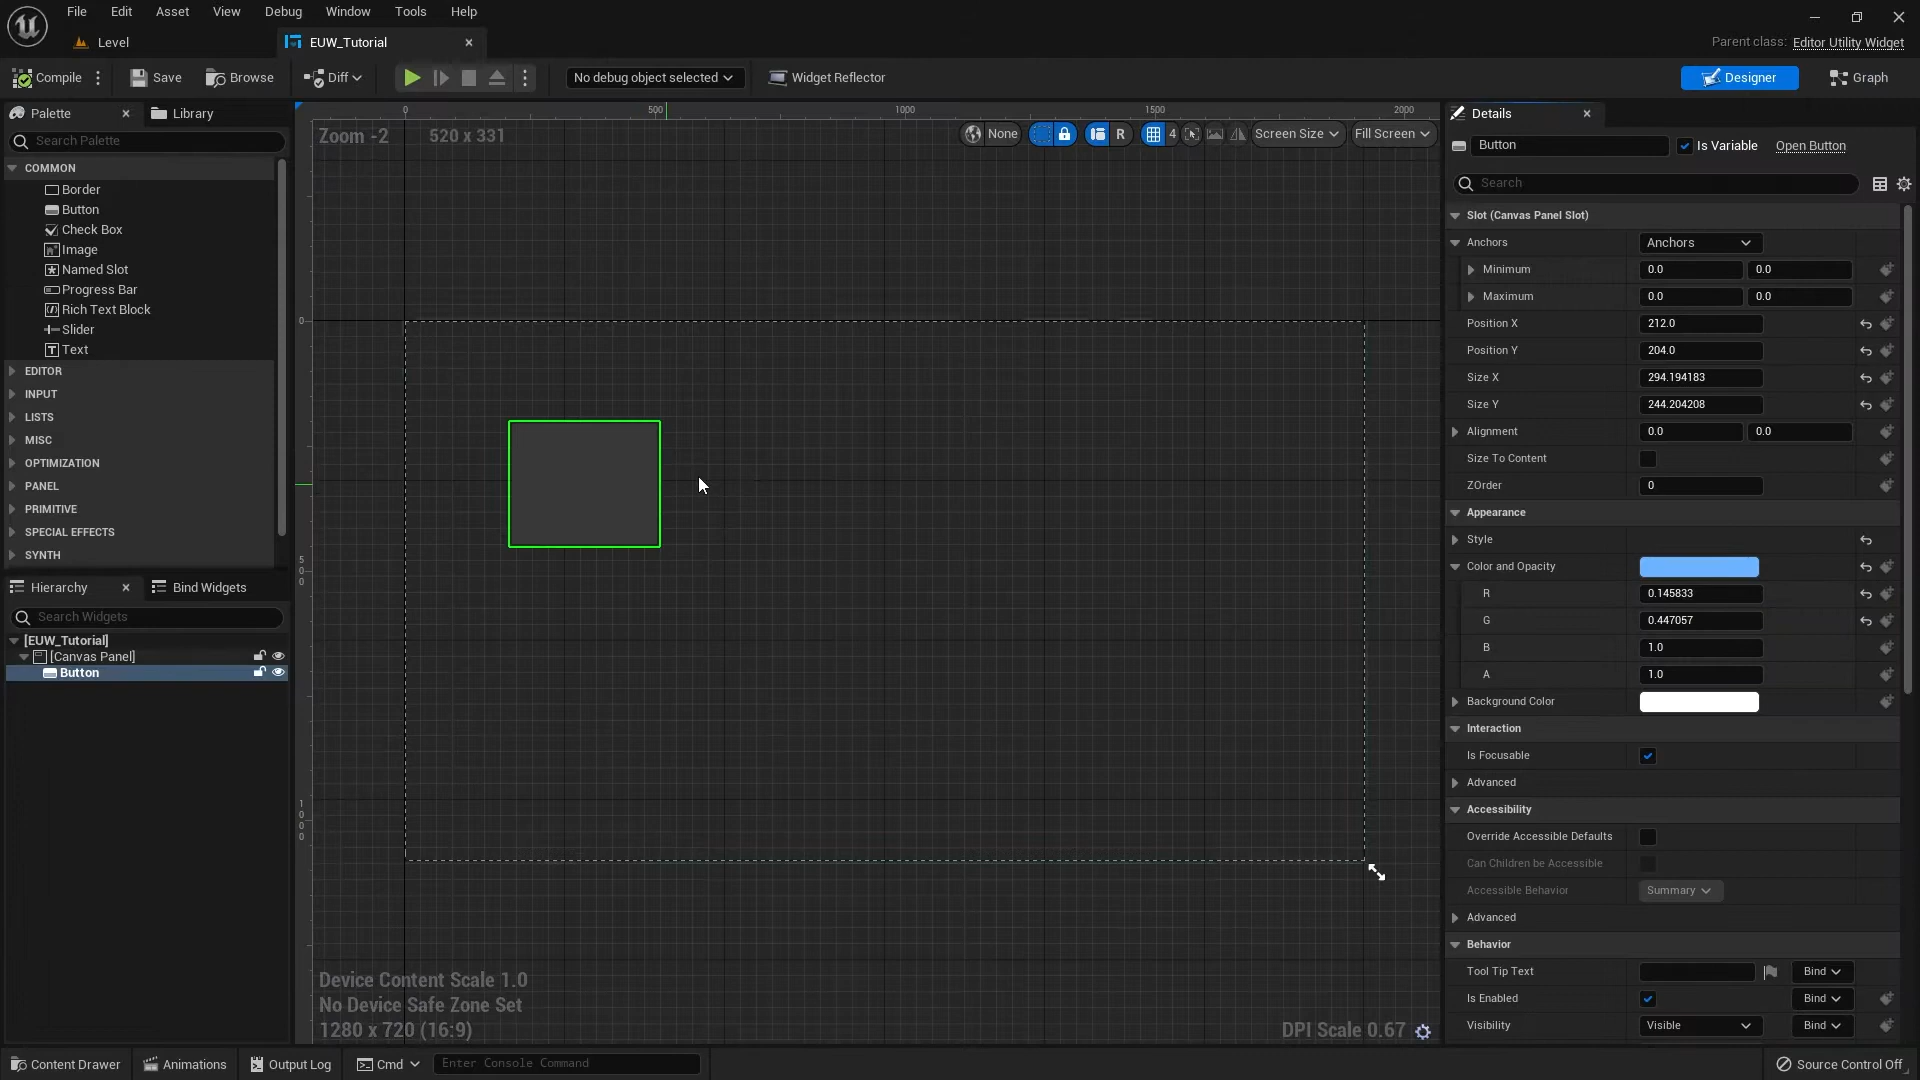 File Edit Asset View Debug Window Tools Help
Level EUW_Tutorial
Parent class: Editor Utility Widget
Compile Save Browse Diff No debug object selected Widget Reflector Designer Graph
Palette Library
Search Palette
COMMON
Border
Button
Check Box
Image
Named Slot
Progress Bar
Rich Text Block
Slider
Text
EDITOR
INPUT
LISTS
MISC
OPTIMIZATION
PANEL
PRIMITIVE
SPECIAL EFFECTS
SYNTH
Hierarchy Bind Widgets
Search Widgets
[EUW_Tutorial]
[Canvas Panel]
Button
0 500 1000 1500 2000
Zoom -2 520 x 331
None R 4 Screen Size Fill Screen
0
500
1000
Device Content Scale 1.0
No Device Safe Zone Set
1280 x 720 (16:9)
DPI Scale 0.67
Details
Button Is Variable Open Button
Search
Slot (Canvas Panel Slot)
Anchors Anchors
Minimum 0.0 0.0
Maximum 0.0 0.0
Position X 212.0
Position Y 204.0
Size X 294.194183
Size Y 244.204208
Alignment 0.0 0.0
Size To Content
ZOrder 0
Appearance
Style
Color and Opacity
R 0.145833
G 0.447057
B 1.0
A 1.0
Background Color
Interaction
Is Focusable
Advanced
Accessibility
Override Accessible Defaults
Can Children be Accessible
Accessible Behavior Summary
Advanced
Behavior
Tool Tip Text Bind
Is Enabled Bind
Visibility Visible Bind
Content Drawer Animations Output Log Cmd Enter Console Command Source Control Off